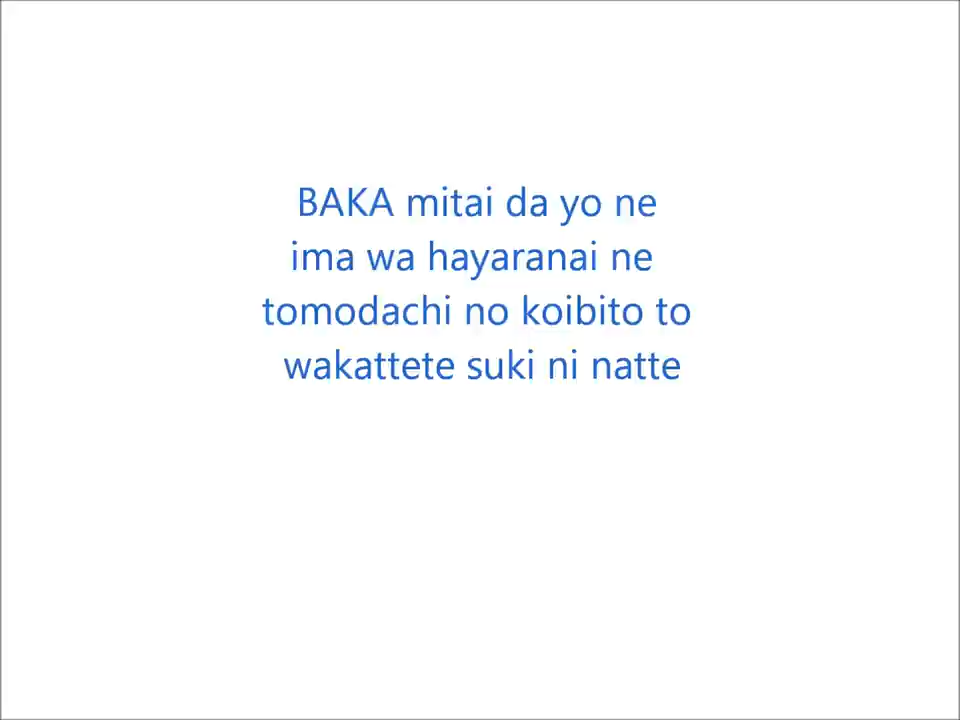 BAKA mitai da yo ne
ima wa hayaranai ne
tomodachi no koibito to
wakattete suki ni natte